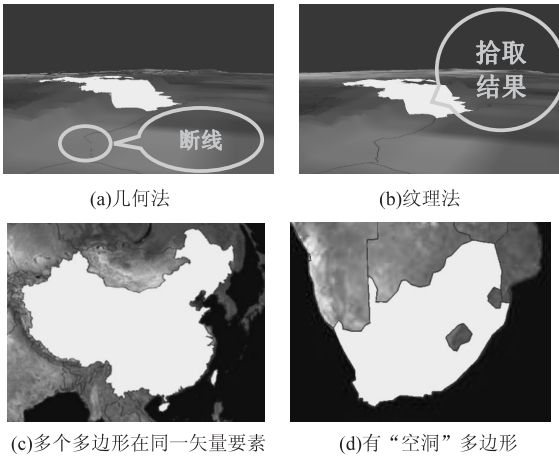 断线
拾取
结果
(a)几何法
(b)纹理法
(c)多个多边形在同一矢量要素
(d)有“空洞”多边形